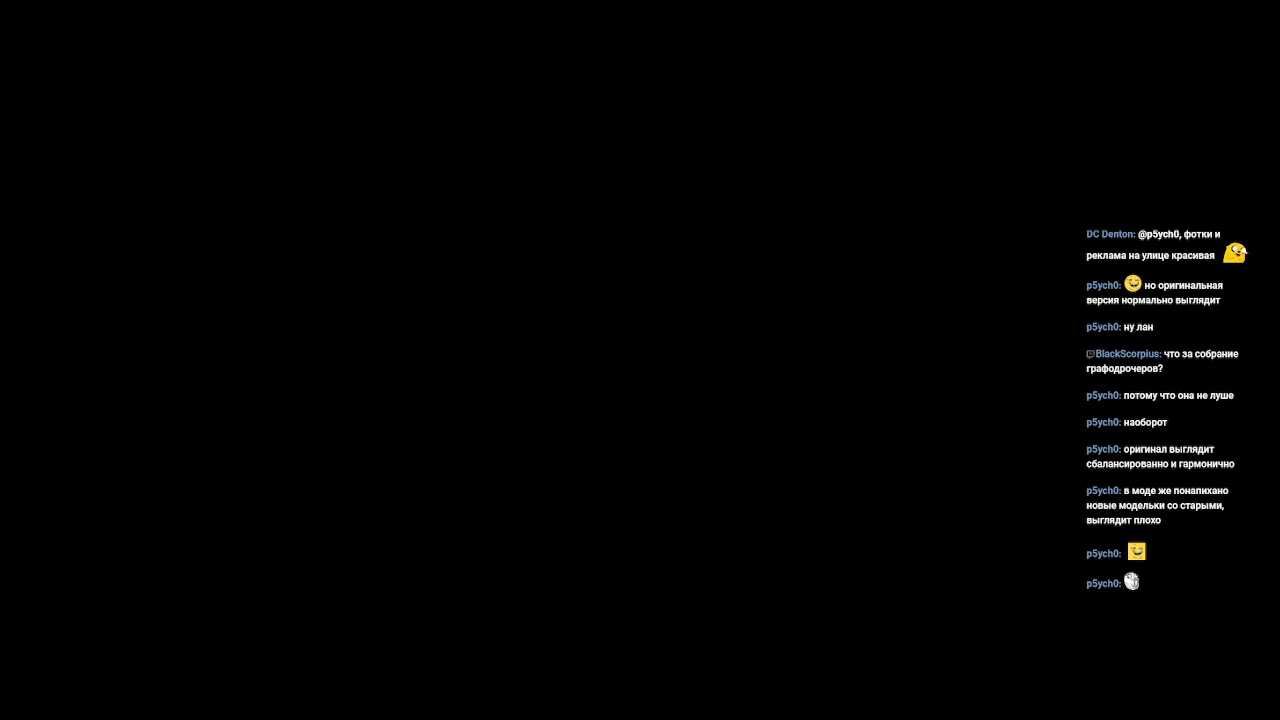 DC Denton: @p5ych0, фотки и
реклама на улице красивая
p5ych0: но оригинальная
версия нормально выглядит
p5ych0: ну лан
BlackScorpius: что за собрание
графодрочеров?
p5ych0: потому что она не луше
p5ych0: наоборот
p5ych0: оригинал выглядит
сбалансированно и гармонично
p5ych0: в моде же понапихано
новые модельки со старыми,
выглядит плохо
p5ych0:
p5ych0: